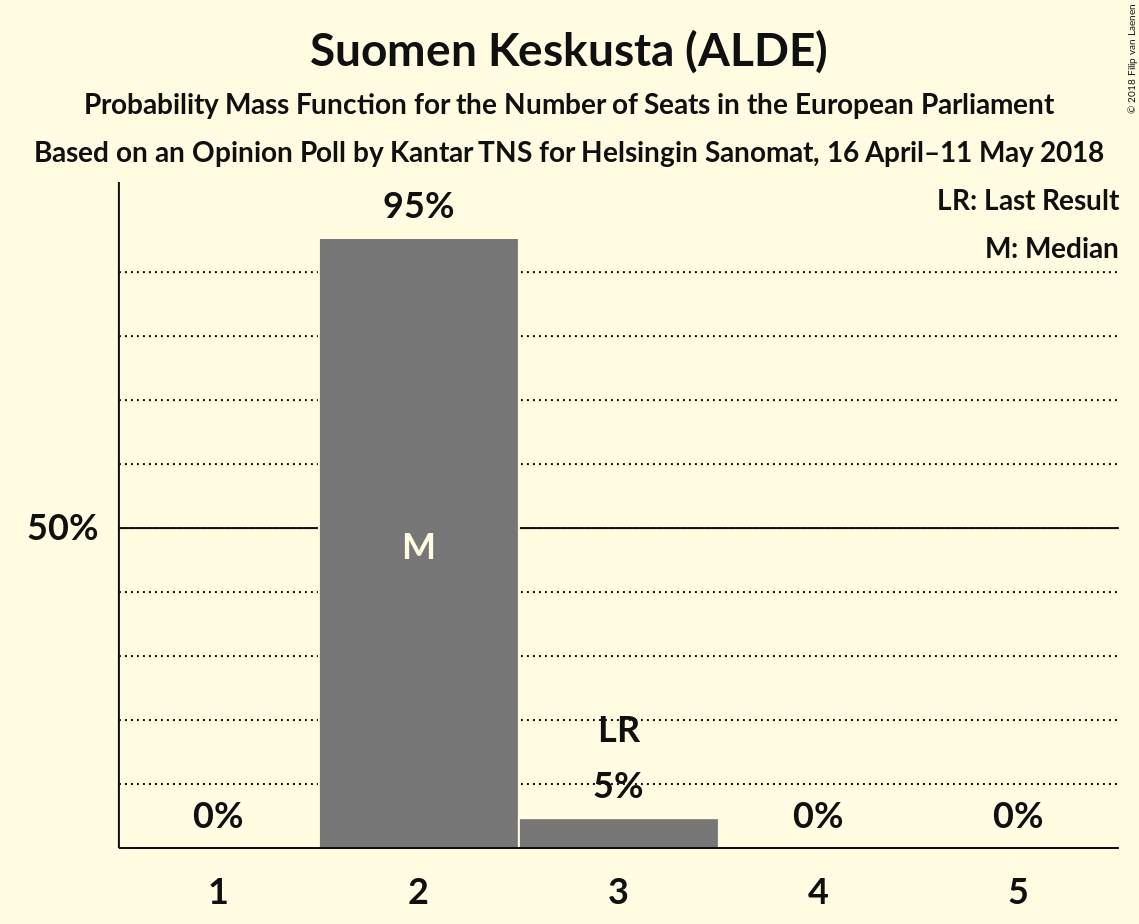 Suomen Keskusta (ALDE)
Probability Mass Function for the Number of Seats in the European Parliament
Based on an Opinion Poll by Kantar TNS for Helsingin Sanomat, 16 April–11 May 2018
© 2018 Filip van Laenen
LR: Last Result
M: Median
95%
50%
M
LR
5%
0%
0%
0%
1
2
3
4
5